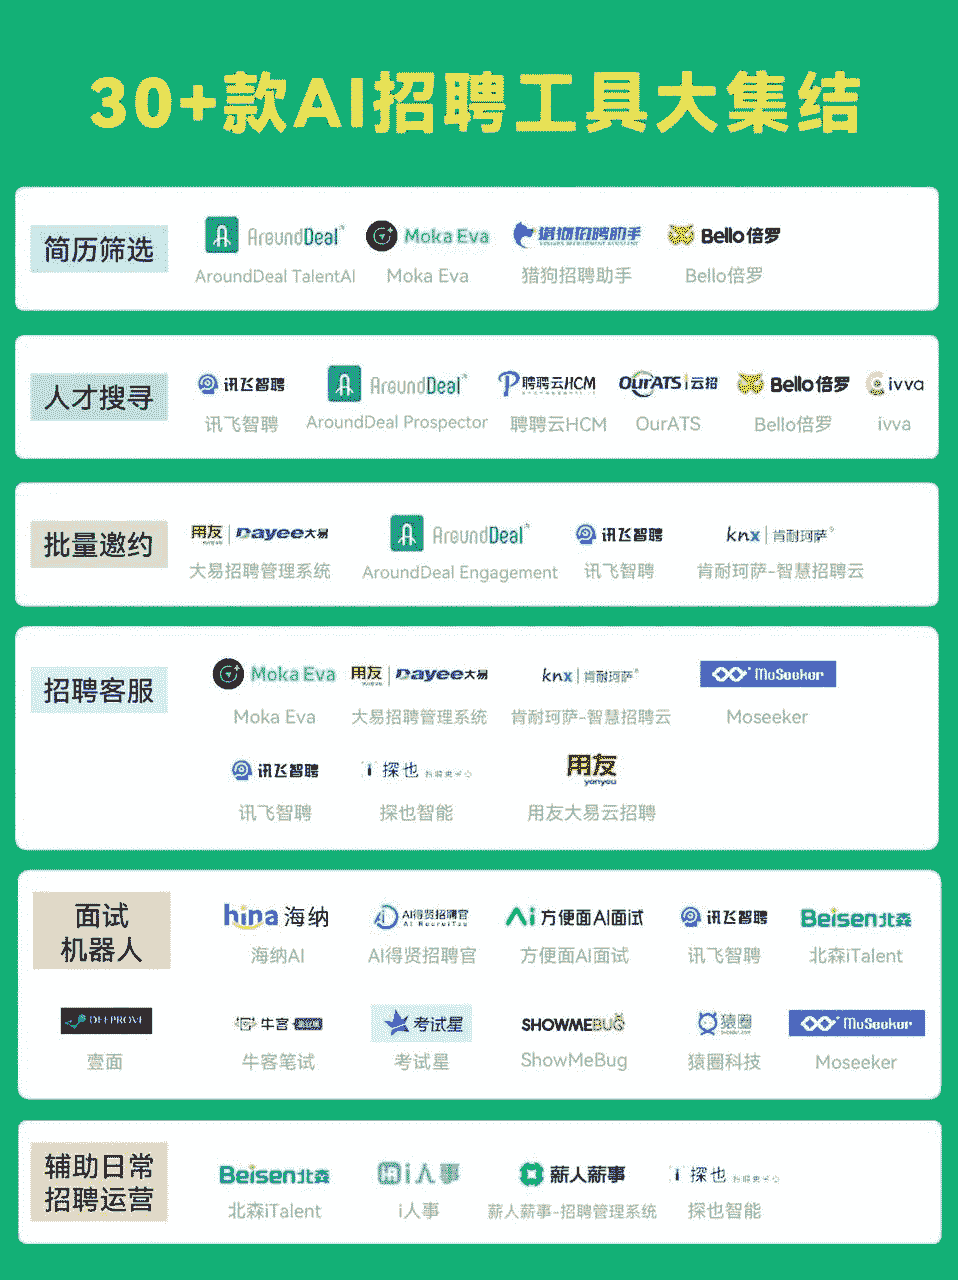 30+款AI招聘工具大集结
简历筛选
AroundDeal Moka Eva 猎狗招聘助手 Bello倍罗
AroundDeal TalentAI Moka Eva 猎狗招聘助手 Bello倍罗
人才搜寻
讯飞智聘 AroundDeal 聘聘云HCM OurATS 云招 Bello倍罗 ivva
讯飞智聘 AroundDeal Prospector 聘聘云HCM OurATS Bello倍罗 ivva
批量邀约
用友 Dayee大易 AroundDeal 讯飞智聘 knx 肯耐珂萨
大易招聘管理系统 AroundDeal Engagement 讯飞智聘 肯耐珂萨-智慧招聘云
招聘客服
Moka Eva 用友 Dayee大易 knx 肯耐珂萨 MoSeeker
Moka Eva 大易招聘管理系统 肯耐珂萨-智慧招聘云 Moseeker
讯飞智聘 探也 用友
yonyou
讯飞智聘 探也智能 用友大易云招聘
面试
机器人
hina 海纳 AI得贤招聘官 Ai 方便面AI面试 讯飞智聘 Beisen北森
海纳AI AI得贤招聘官 方便面AI面试 讯飞智聘 北森iTalent
DEEPROVE 牛客 考试星 SHOWMEBUG 猿圈 MoSeeker
壹面 牛客笔试 考试星 ShowMeBug 猿圈科技 Moseeker
辅助日常
招聘运营
Beisen北森 i人事 薪人薪事 探也
北森iTalent i人事 薪人薪事-招聘管理系统 探也智能